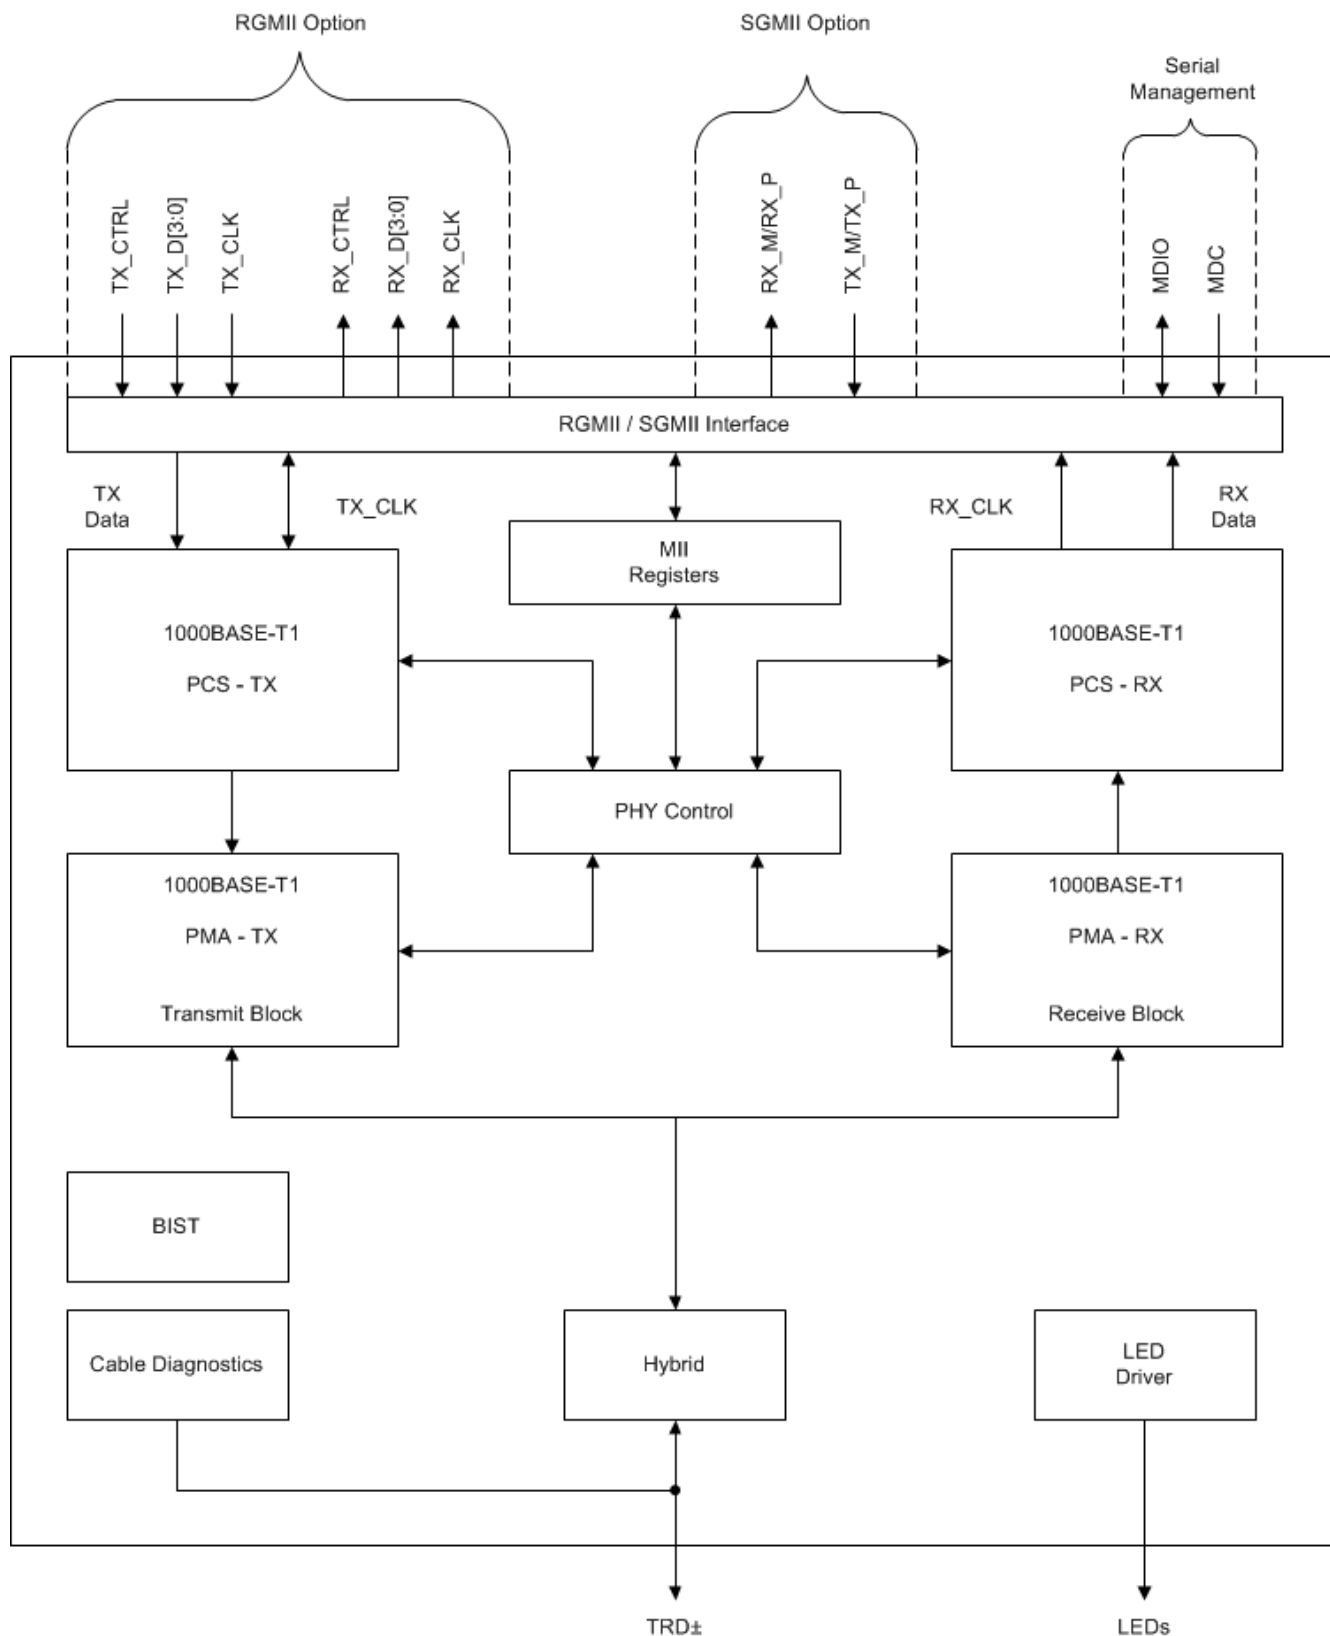 RGMII Option
SGMII Option
Serial
Management
TX_CTRL
TX_D[3:0]
TX_CLK
RX_CTRL
RX_D[3:0]
RX_CLK
RX_M/RX_P
TX_M/TX_P
MDIO
MDC
RGMII / SGMII Interface
TX
Data
TX_CLK
RX_CLK
RX
Data
MII
Registers
1000BASE-T1
PCS - TX
1000BASE-T1
PCS - RX
PHY Control
1000BASE-T1
PMA - TX
Transmit Block
1000BASE-T1
PMA - RX
Receive Block
BIST
Cable Diagnostics
Hybrid
LED
Driver
TRD±
LEDs